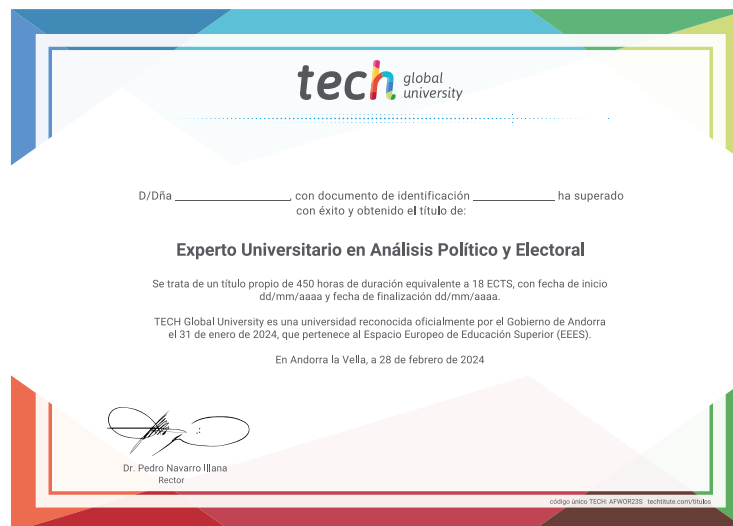 tech global
university
D/Dña ____________, con documento de identificación ____________ ha superado
con éxito y obtenido el título de:
Experto Universitario en Análisis Político y Electoral
Se trata de un título propio de 450 horas de duración equivalente a 18 ECTS, con fecha de inicio
dd/mm/aaaa y fecha de finalización dd/mm/aaaa.
TECH Global University es una universidad reconocida oficialmente por el Gobierno de Andorra
el 31 de enero de 2024, que pertenece al Espacio Europeo de Educación Superior (EEES).
En Andorra la Vella, a 28 de febrero de 2024
Dr. Pedro Navarro Illana
Rector
código único TECH: AFWOR23S techtitute.com/titulos